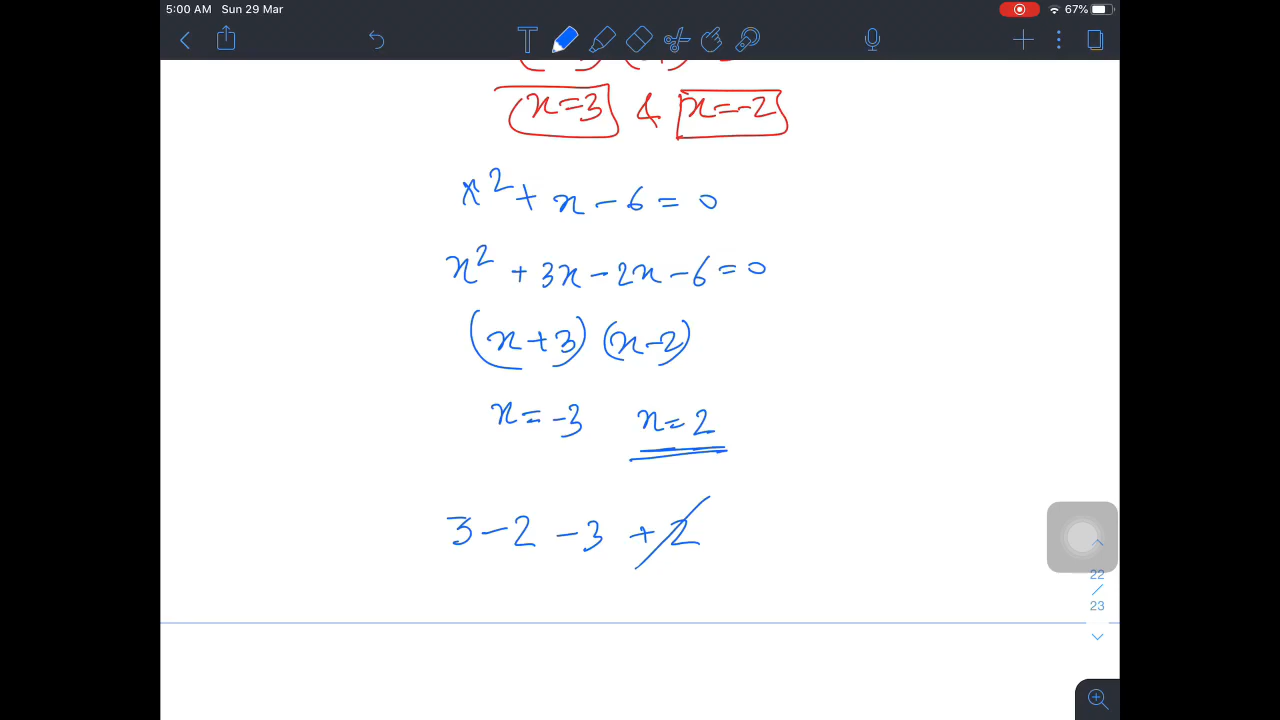 5:00 AM Sun 29 Mar
67%
x=3 & x=-2
x² + x - 6 = 0
x² + 3x - 2x - 6 = 0
(x+3) (x-2)
x = -3 x = 2
3 - 2 - 3 + 2
22
/
23